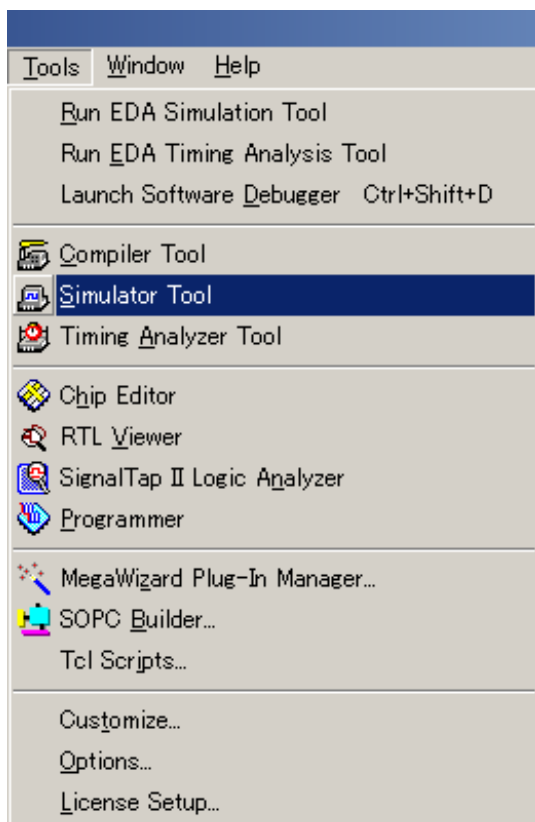 Tools Window Help
Run EDA Simulation Tool
Run EDA Timing Analysis Tool
Launch Software Debugger Ctrl+Shift+D
Compiler Tool
Simulator Tool
Timing Analyzer Tool
Chip Editor
RTL Viewer
SignalTap II Logic Analyzer
Programmer
MegaWizard Plug-In Manager...
SOPC Builder...
Tcl Scripts...
Customize...
Options...
License Setup...